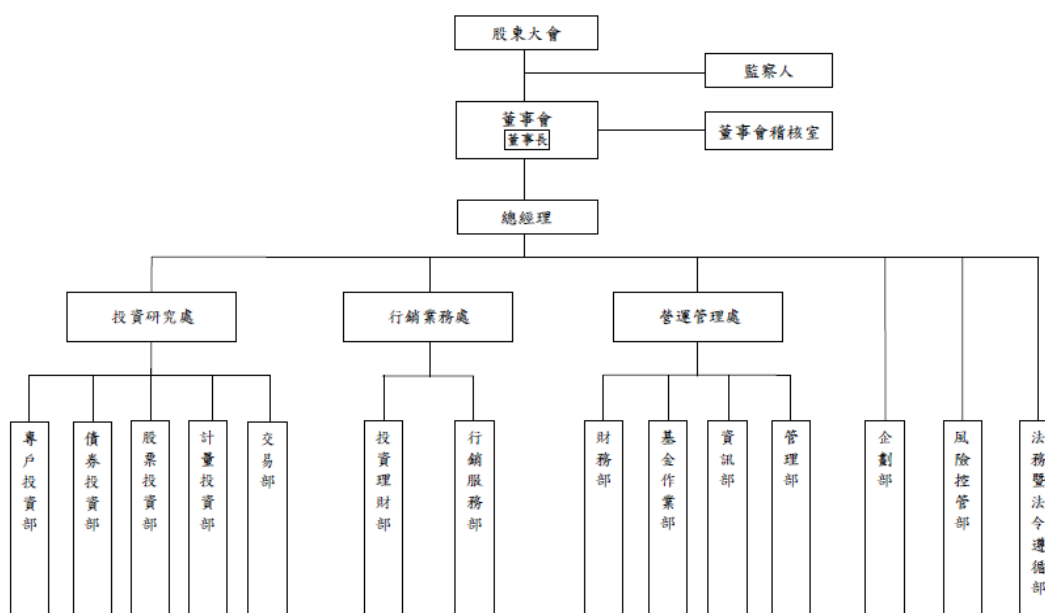 股東大會
監察人
董事會
董事長
董事會稽核室
總經理
投資研究處
行銷業務處
營運管理處
專戶投資部
債券投資部
股票投資部
計量投資部
交易部
投資理財部
行銷服務部
財務部
基金作業部
資訊部
管理部
企劃部
風險控管部
法務暨法令遵循部